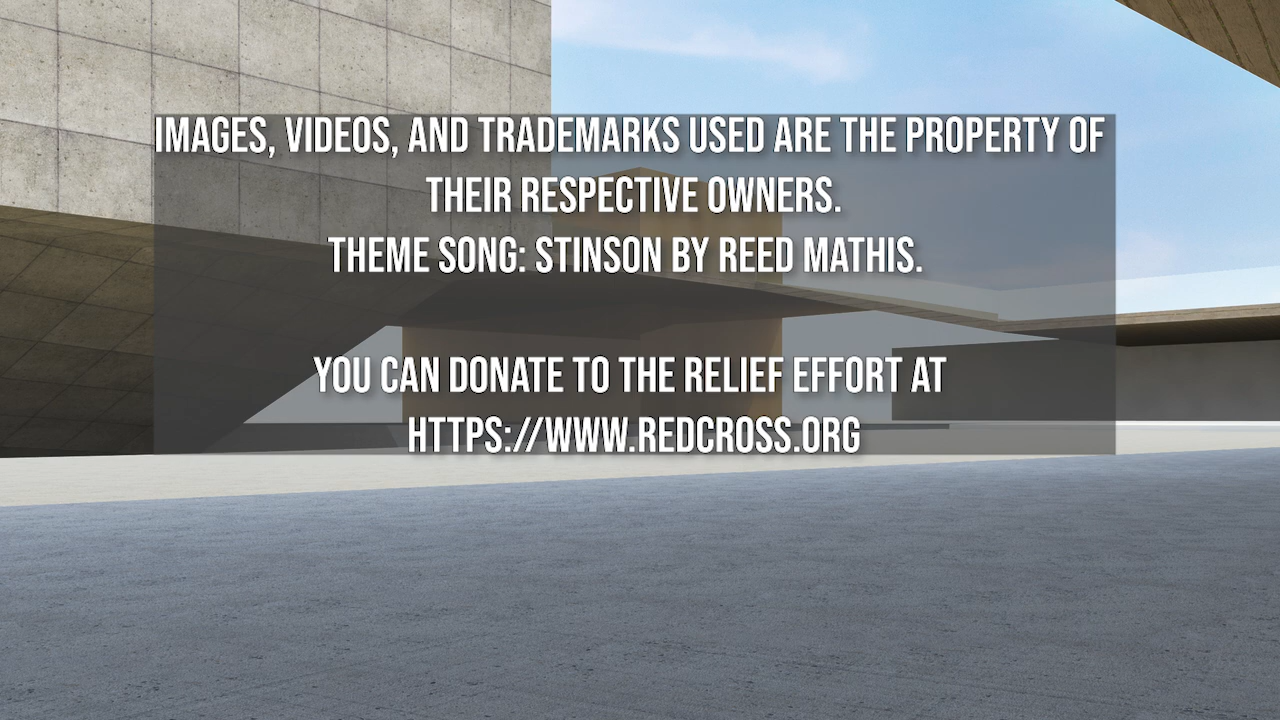 IMAGES, VIDEOS, AND TRADEMARKS USED ARE THE PROPERTY OF
THEIR RESPECTIVE OWNERS.
THEME SONG: STINSON BY REED MATHIS.
YOU CAN DONATE TO THE RELIEF EFFORT AT
HTTPS://WWW.REDCROSS.ORG